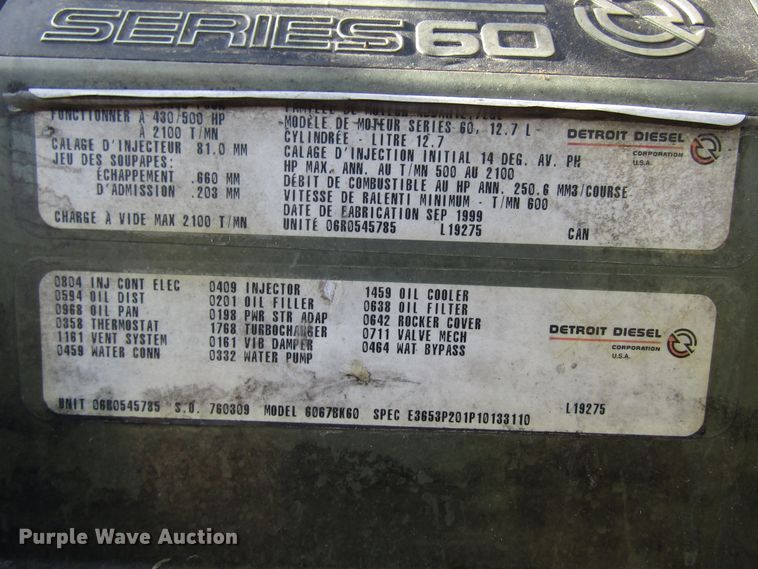 SERIES 60
FUNCTIONNER À 430/500 HP
À 2100 T/MN
CALAGE D'INJECTEUR 81.0 MM
JEU DES SOUPAPES:
ÉCHAPPEMENT .660 MM
D'ADMISSION .203 MM
CHARGE À VIDE MAX 2100 T/MN
MODÈLE DE MOTEUR SERIES 60, 12.7 L-
CYLINDRÉE - LITRE 12.7
CALAGE D'INJECTION INITIAL 14 DEG. AV. PH
HP MAX. ANN. AU T/MN 500 AU 2100
DÉBIT DE COMBUSTIBLE AU HP ANN. 250.6 MM3/COURSE
VITESSE DE RALENTI MINIMUM - T/MN 600
DATE DE FABRICATION SEP 1999
UNITÉ 06R0545785 L19275 CAN
DETROIT DIESEL
CORPORATION
U.S.A.
0804 INJ CONT ELEC 0409 INJECTOR 1459 OIL COOLER
0594 OIL DIST 0201 OIL FILLER 0638 OIL FILTER
0968 OIL PAN 0198 PWR STR ADAP 0642 ROCKER COVER
0358 THERMOSTAT 1768 TURBOCHARGER 0711 VALVE MECH
1161 VENT SYSTEM 0161 VIB DAMPER 0464 WAT BYPASS
0459 WATER CONN 0332 WATER PUMP
DETROIT DIESEL
CORPORATION
U.S.A.
UNIT 06R0545785 S.O. 760309 MODEL 6067BK60 SPEC E3653P201P10133110 L19275
Purple Wave Auction